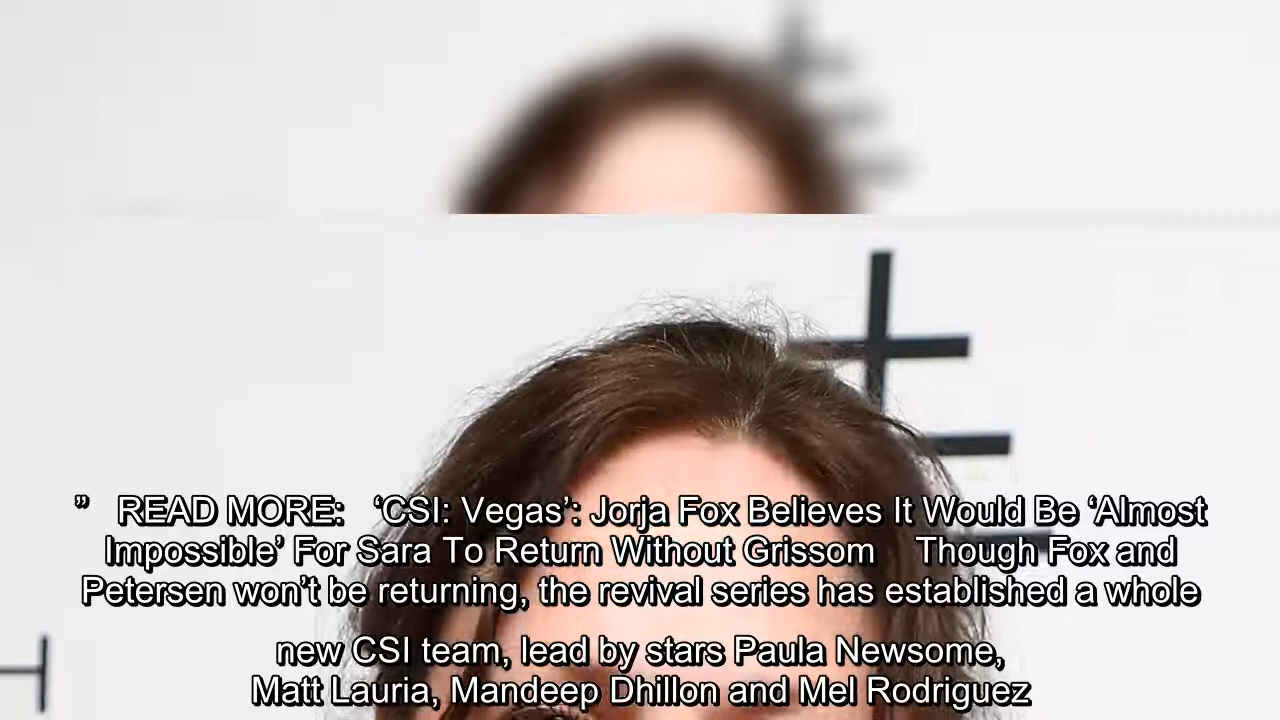 ” READ MORE: ‘CSI: Vegas’: Jorja Fox Believes It Would Be ‘Almost
Impossible’ For Sara To Return Without Grissom Though Fox and
Petersen won’t be returning, the revival series has established a whole
new CSI team, lead by stars Paula Newsome,
Matt Lauria, Mandeep Dhillon and Mel Rodriguez